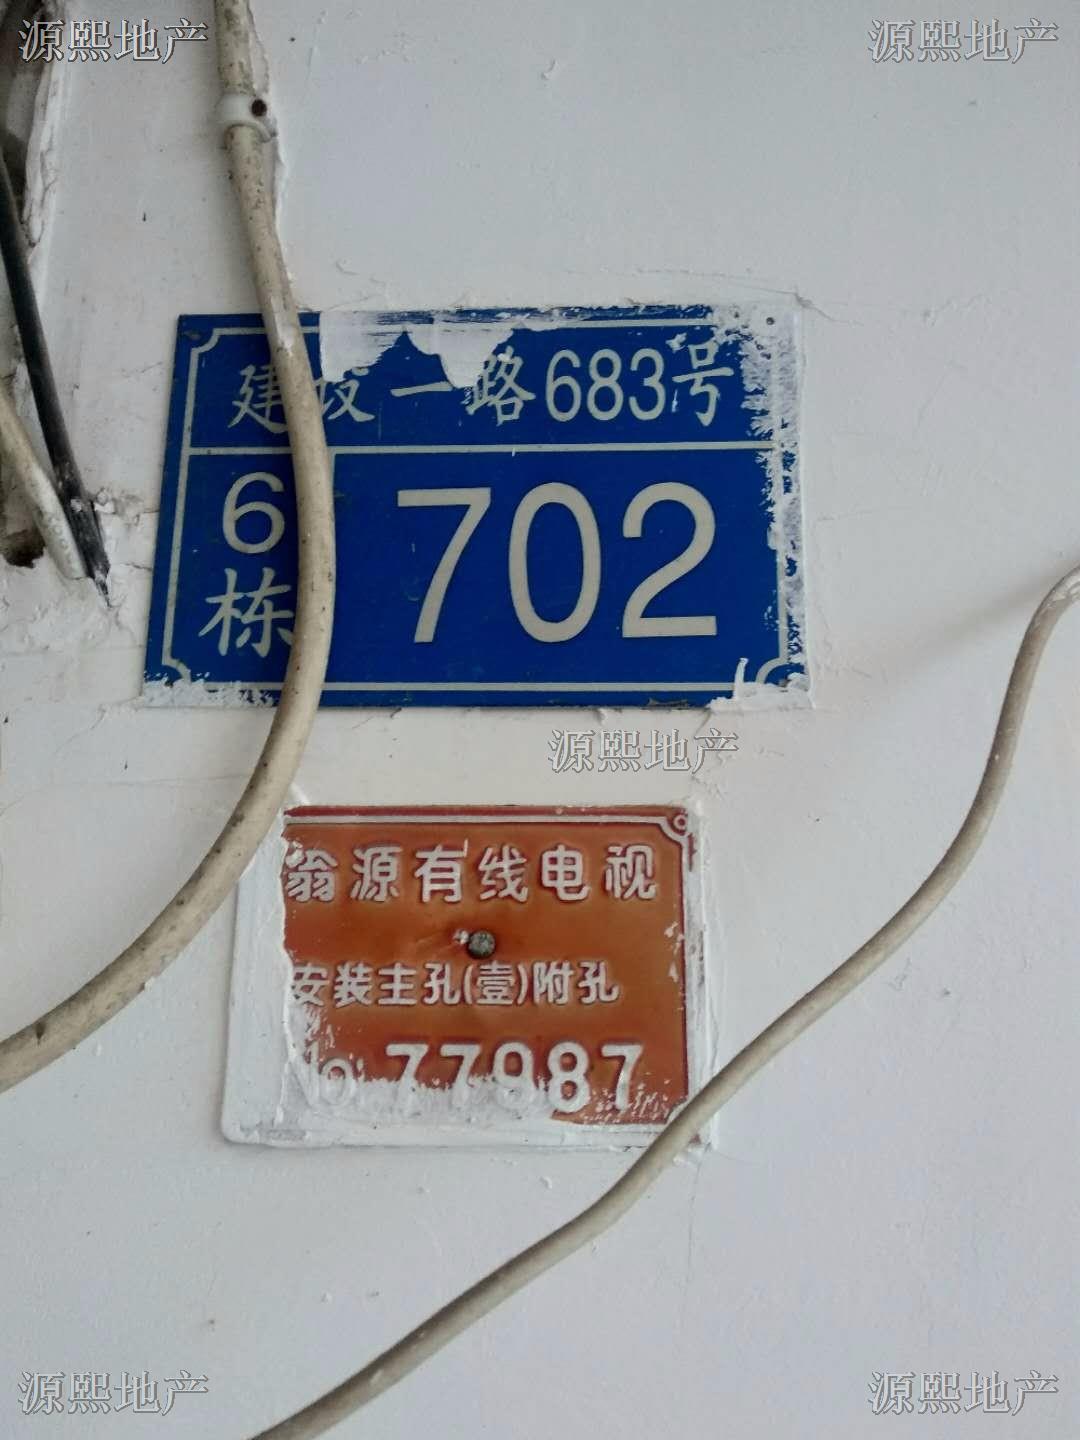 源熙地产 源熙地产
建设一路683号
6栋 702
源熙地产
翁源有线电视
安装主孔(壹)附孔
No 77987
源熙地产 源熙地产